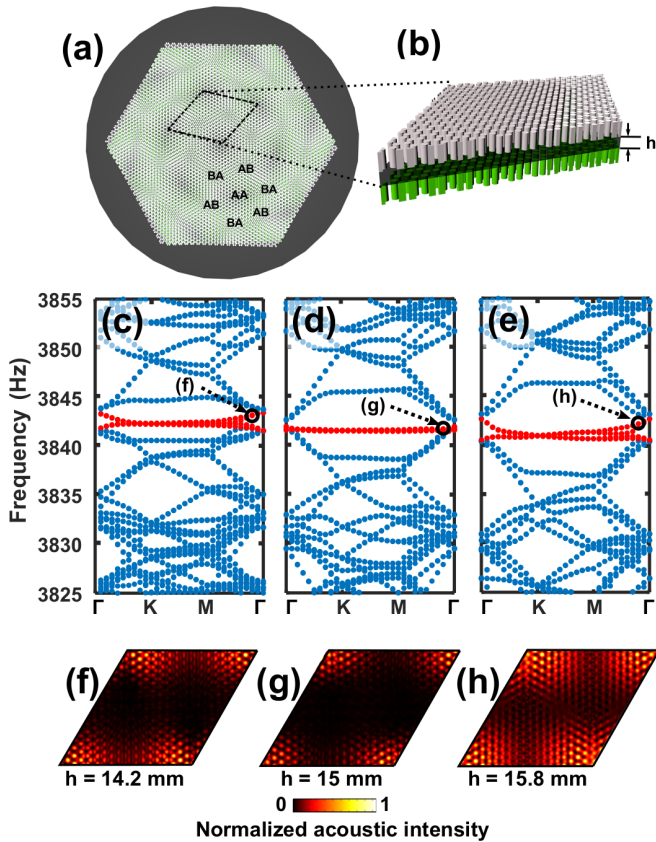 (a)
(b)
h
AB
BA
BA
AA
AB
AB
BA
(c)
(d)
(e)
3855
3850
3845
3840
3835
3830
3825
Frequency (Hz)
(f)
(g)
(h)
Γ K M Γ
Γ K M Γ
Γ K M Γ
(f)
(g)
(h)
h = 14.2 mm
h = 15 mm
h = 15.8 mm
0 1
Normalized acoustic intensity